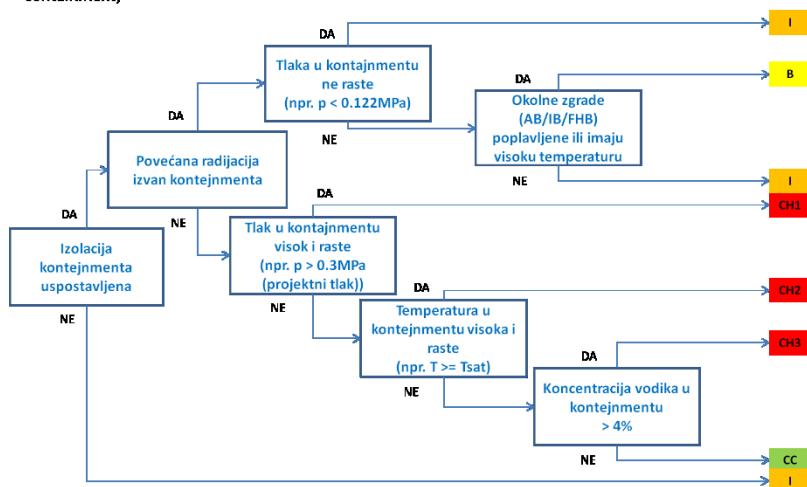 DA
I
Tlaka u kontajnmentu
ne raste
(npr. p < 0.122MPa)
DA
B
DA
NE
Okolne zgrade
(AB/IB/FHB)
poplavljene ili imaju
visoku temperaturu
Povećana radijacija
izvan kontejnmenta
NE
I
DA
CH1
DA
NE
Tlak u kontajnmentu
visok i raste
(npr. p > 0.3MPa
(projektni tlak))
Izolacija
kontejnmenta
uspostavljena
DA
CH2
NE
NE
Temperatura u
kontejnmentu visoka i
raste
(npr. T >= Tsat)
DA
CH3
NE
Koncentracija vodika u
kontejnmentu
> 4%
NE
CC
I